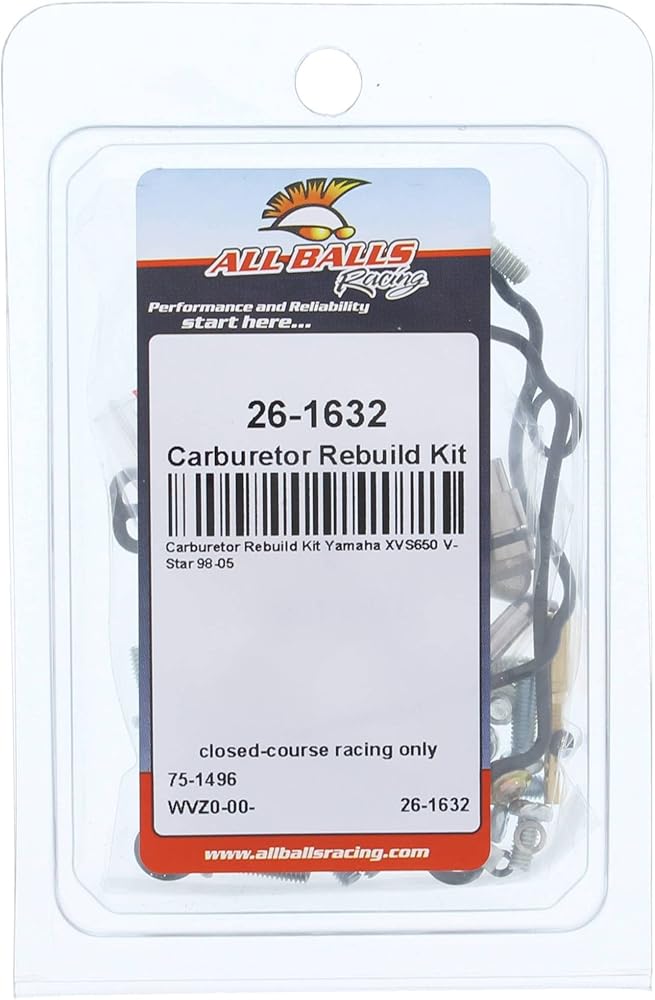 ALL BALLS
Racing
Performance and Reliability
start here...
26-1632
Carburetor Rebuild Kit
Carburetor Rebuild Kit Yamaha XVS650 V-
Star 98-05
closed-course racing only
75-1496
WVZ0-00- 26-1632
www.allballsracing.com